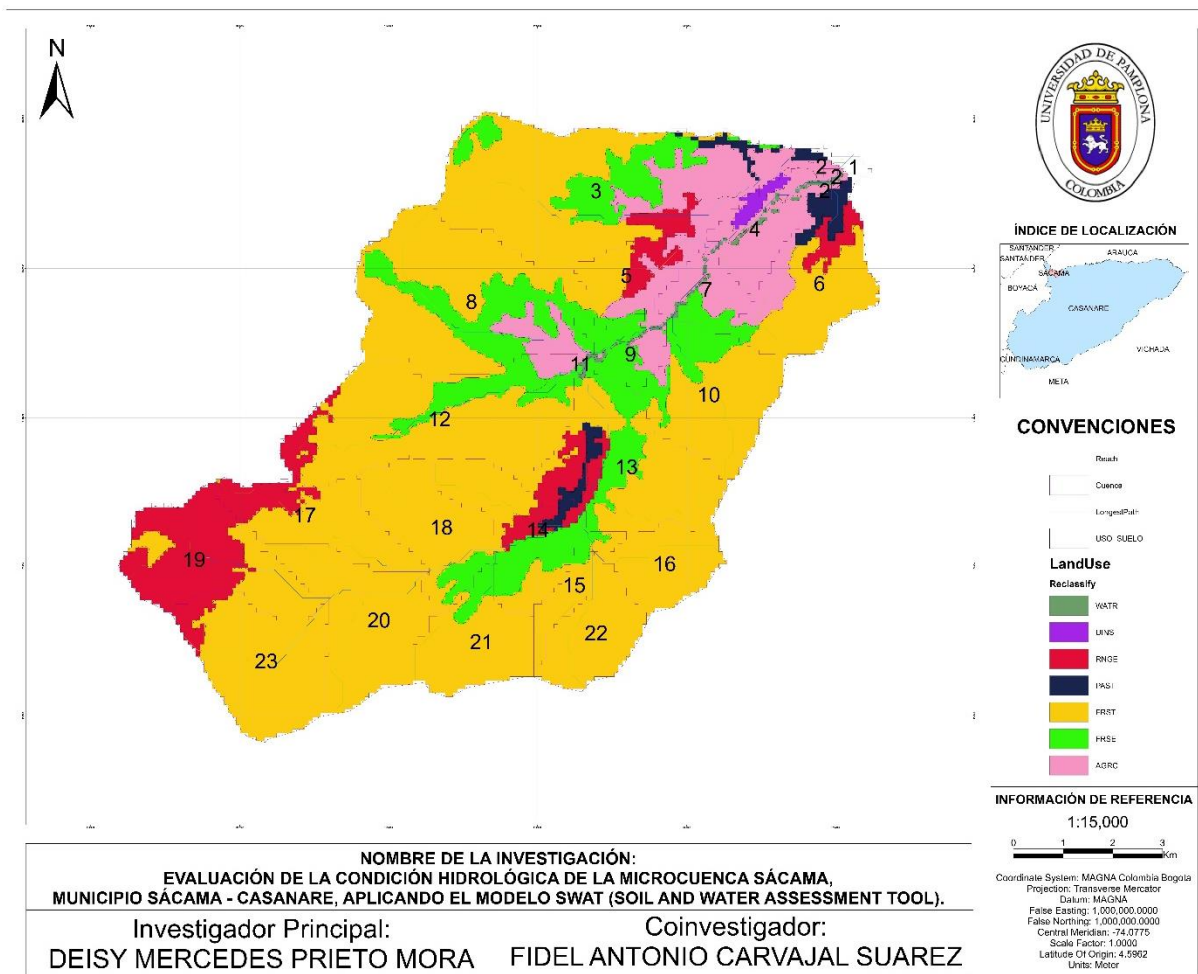 N
UNIVERSIDAD DE PAMPLONA
COLOMBIA
ÍNDICE DE LOCALIZACIÓN
SANTANDER
SANTANDER
ARAUCA
SÁCAMA
BOYACÁ
CASANARE
CUNDINAMARCA
VICHADA
META
1
2
2
2
3
4
5
6
7
8
9
10
11
12
13
14
15
16
17
18
19
20
21
22
23
CONVENCIONES
Reach
Cuenca
LongestPath
USO_SUELO
LandUse
Reclassify
WATR
UINS
RNGE
PAST
FRST
FRSE
AGRC
INFORMACIÓN DE REFERENCIA
1:15,000
0 1 2 3
Km
Coordinate System: MAGNA Colombia Bogota
Projection: Transverse Mercator
Datum: MAGNA
False Easting: 1,000,000.0000
False Northing: 1,000,000.0000
Central Meridian: -74.0775
Scale Factor: 1.0000
Latitude Of Origin: 4.5962
Units: Meter
NOMBRE DE LA INVESTIGACIÓN:
EVALUACIÓN DE LA CONDICIÓN HIDROLÓGICA DE LA MICROCUENCA SÁCAMA,
MUNICIPIO SÁCAMA - CASANARE, APLICANDO EL MODELO SWAT (SOIL AND WATER ASSESSMENT TOOL).
Investigador Principal:
DEISY MERCEDES PRIETO MORA
Coinvestigador:
FIDEL ANTONIO CARVAJAL SUAREZ